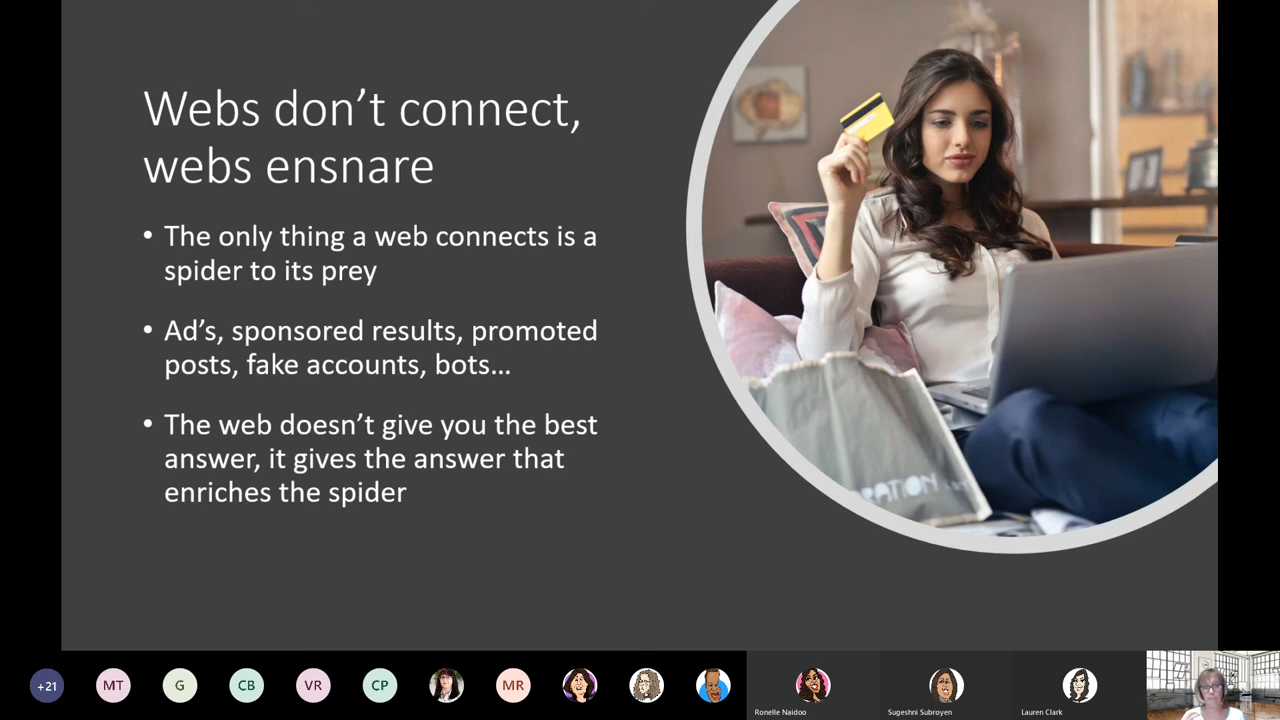 Webs don’t connect,
webs ensnare
• The only thing a web connects is a
spider to its prey
• Ad’s, sponsored results, promoted
posts, fake accounts, bots…
• The web doesn’t give you the best
answer, it gives the answer that
enriches the spider
RATION
+21 MT G CB VR CP MR
Ronelle Naidoo Sugeshni Subroyen Lauren Clark